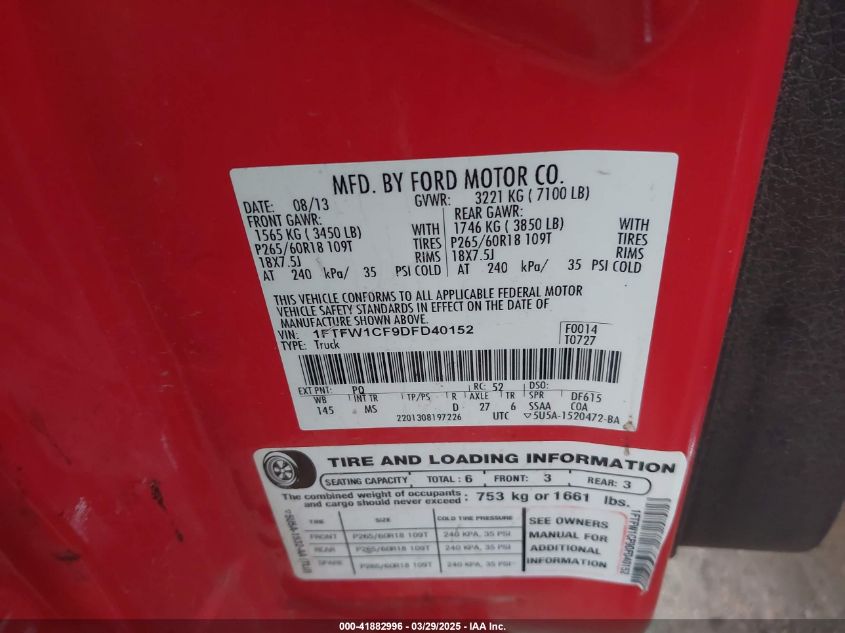 MFD. BY FORD MOTOR CO.
DATE: 08/13 GVWR: 3221 KG ( 7100 LB)
FRONT GAWR: REAR GAWR:
1565 KG ( 3450 LB) WITH 1746 KG ( 3850 LB) WITH
P265/60R18 109T TIRES P265/60R18 109T TIRES
18X7.5J RIMS 18X7.5J RIMS
AT 240 kPa/ 35 PSI COLD AT 240 kPa/ 35 PSI COLD
THIS VEHICLE CONFORMS TO ALL APPLICABLE FEDERAL MOTOR
VEHICLE SAFETY STANDARDS IN EFFECT ON THE DATE OF
MANUFACTURE SHOWN ABOVE.
VIN: 1FTFW1CF9DFD40152 F0014
TYPE: Truck T0727
EXT PNT: PQ RC: 52 DSO:
WB INT TR TP/PS R AXLE TR SPR DF615
145 MS D 27 6 SSAA COA
2201308197226 UTC ▽5U5A-1520472-BA
TIRE AND LOADING INFORMATION
SEATING CAPACITY TOTAL : 6 FRONT: 3 REAR: 3
The combined weight of occupants and cargo should never exceed : 753 kg or 1661 lbs.
TIRE SIZE COLD TIRE PRESSURE
FRONT P265/60R18 109T 240 KPA, 35 PSI
REAR P265/60R18 109T 240 KPA, 35 PSI
SPARE P265/60R18 109T 240 KPA, 35 PSI
SEE OWNERS
MANUAL FOR
ADDITIONAL
INFORMATION
1FTFW1CF9DFD40152
000-41882996 - 03/29/2025 - IAA Inc.